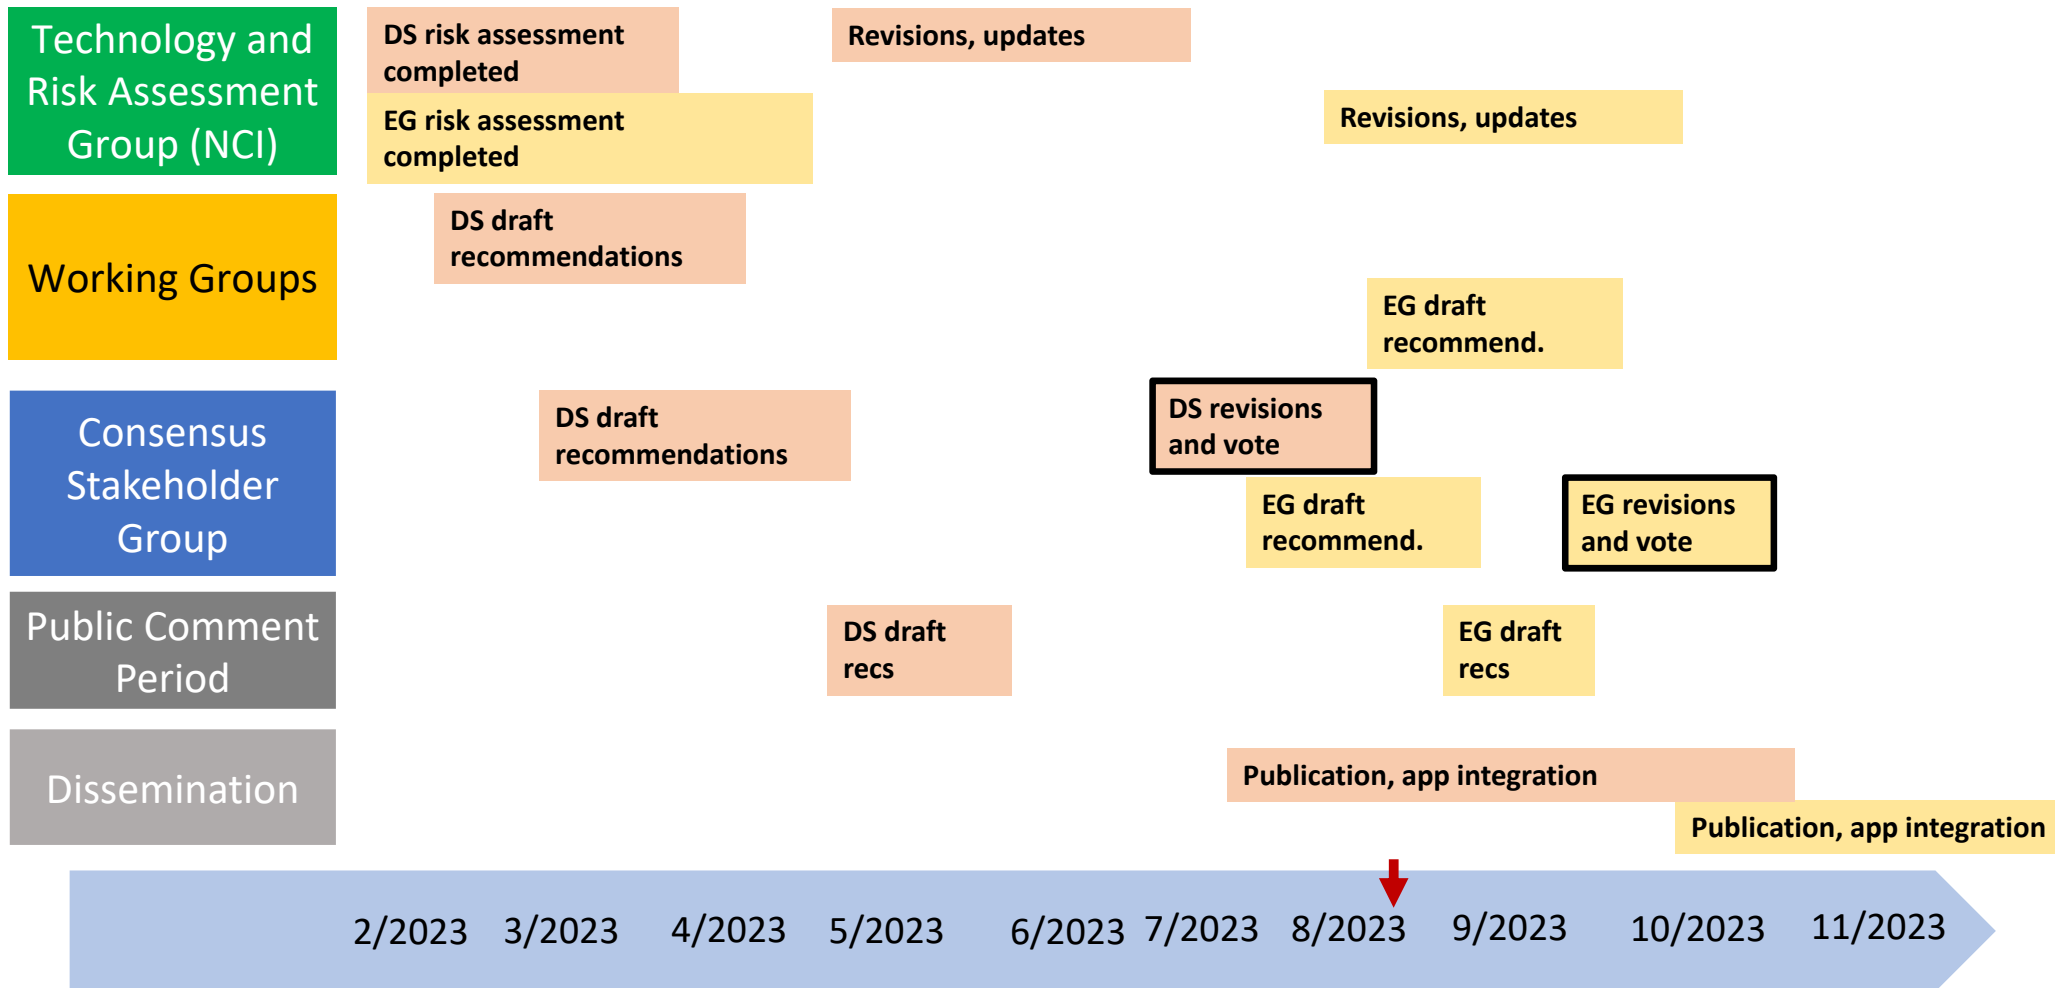 Technology and
Risk Assessment
Group (NCI)
DS risk assessment
completed
Revisions, updates
EG risk assessment
completed
Revisions, updates
Working Groups
DS draft
recommendations
EG draft
recommend.
Consensus
Stakeholder
Group
DS draft
recommendations
DS revisions
and vote
EG draft
recommend.
EG revisions
and vote
Public Comment
Period
DS draft
recs
EG draft
recs
Dissemination
Publication, app integration
Publication, app integration
2/2023 3/2023 4/2023 5/2023 6/2023 7/2023 8/2023 9/2023 10/2023 11/2023